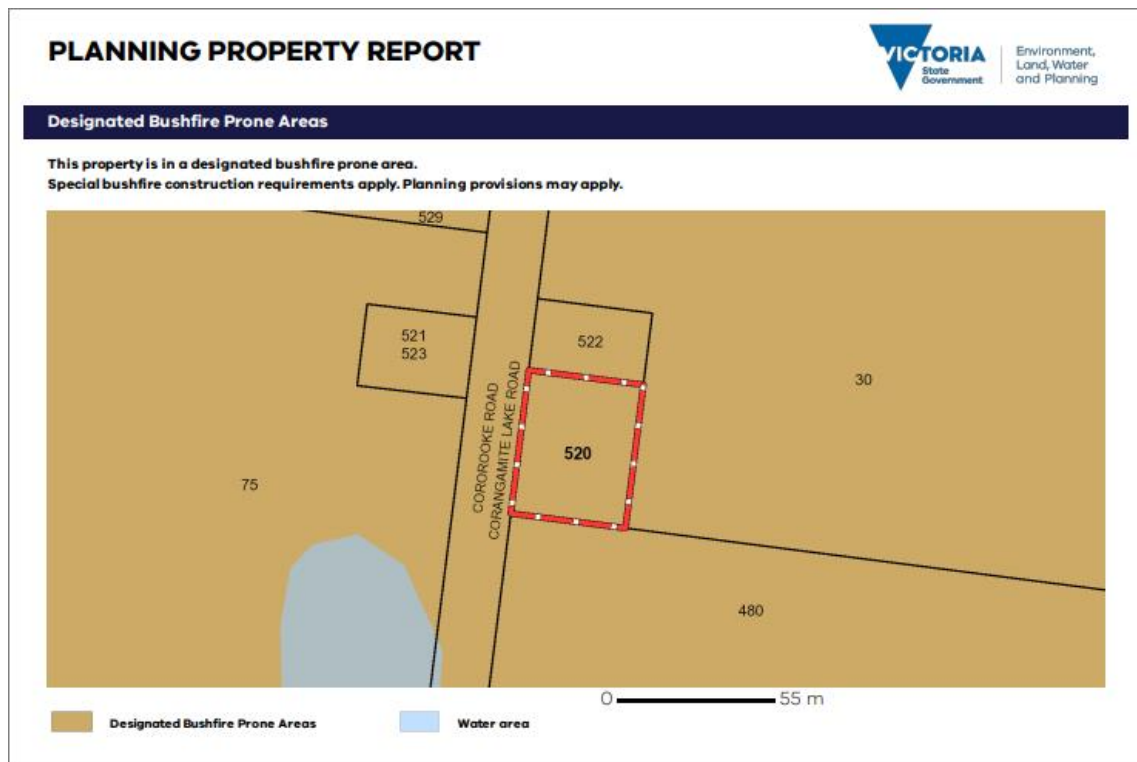 PLANNING PROPERTY REPORT
VICTORIA
State
Government
Environment,
Land, Water
and Planning
Designated Bushfire Prone Areas
This property is in a designated bushfire prone area.
Special bushfire construction requirements apply. Planning provisions may apply.
529
521
523
522
30
COROROOKE ROAD
CORANGAMITE LAKE ROAD
520
75
480
0 55 m
Designated Bushfire Prone Areas
Water area